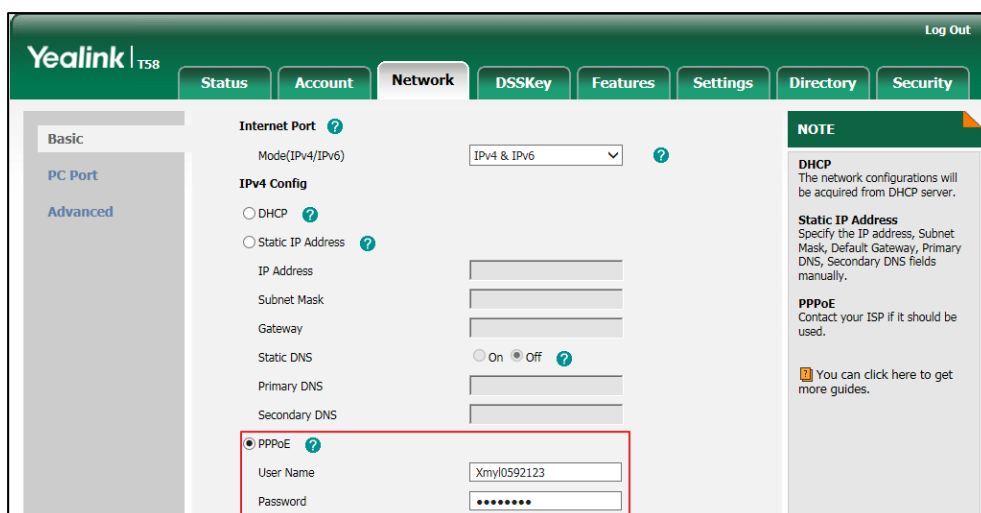 Log Out
Yealink | T58
Status Account Network DSSKey Features Settings Directory Security
Basic
PC Port
Advanced
Internet Port ?
Mode(IPv4/IPv6) IPv4 & IPv6 ?
IPv4 Config
DHCP ?
Static IP Address ?
IP Address
Subnet Mask
Gateway
Static DNS On Off ?
Primary DNS
Secondary DNS
PPPoE ?
User Name Xmyl0592123
Password ••••••••
NOTE
DHCP
The network configurations will
be acquired from DHCP server.
Static IP Address
Specify the IP address, Subnet
Mask, Default Gateway, Primary
DNS, Secondary DNS fields
manually.
PPPoE
Contact your ISP if it should be
used.
? You can click here to get
more guides.